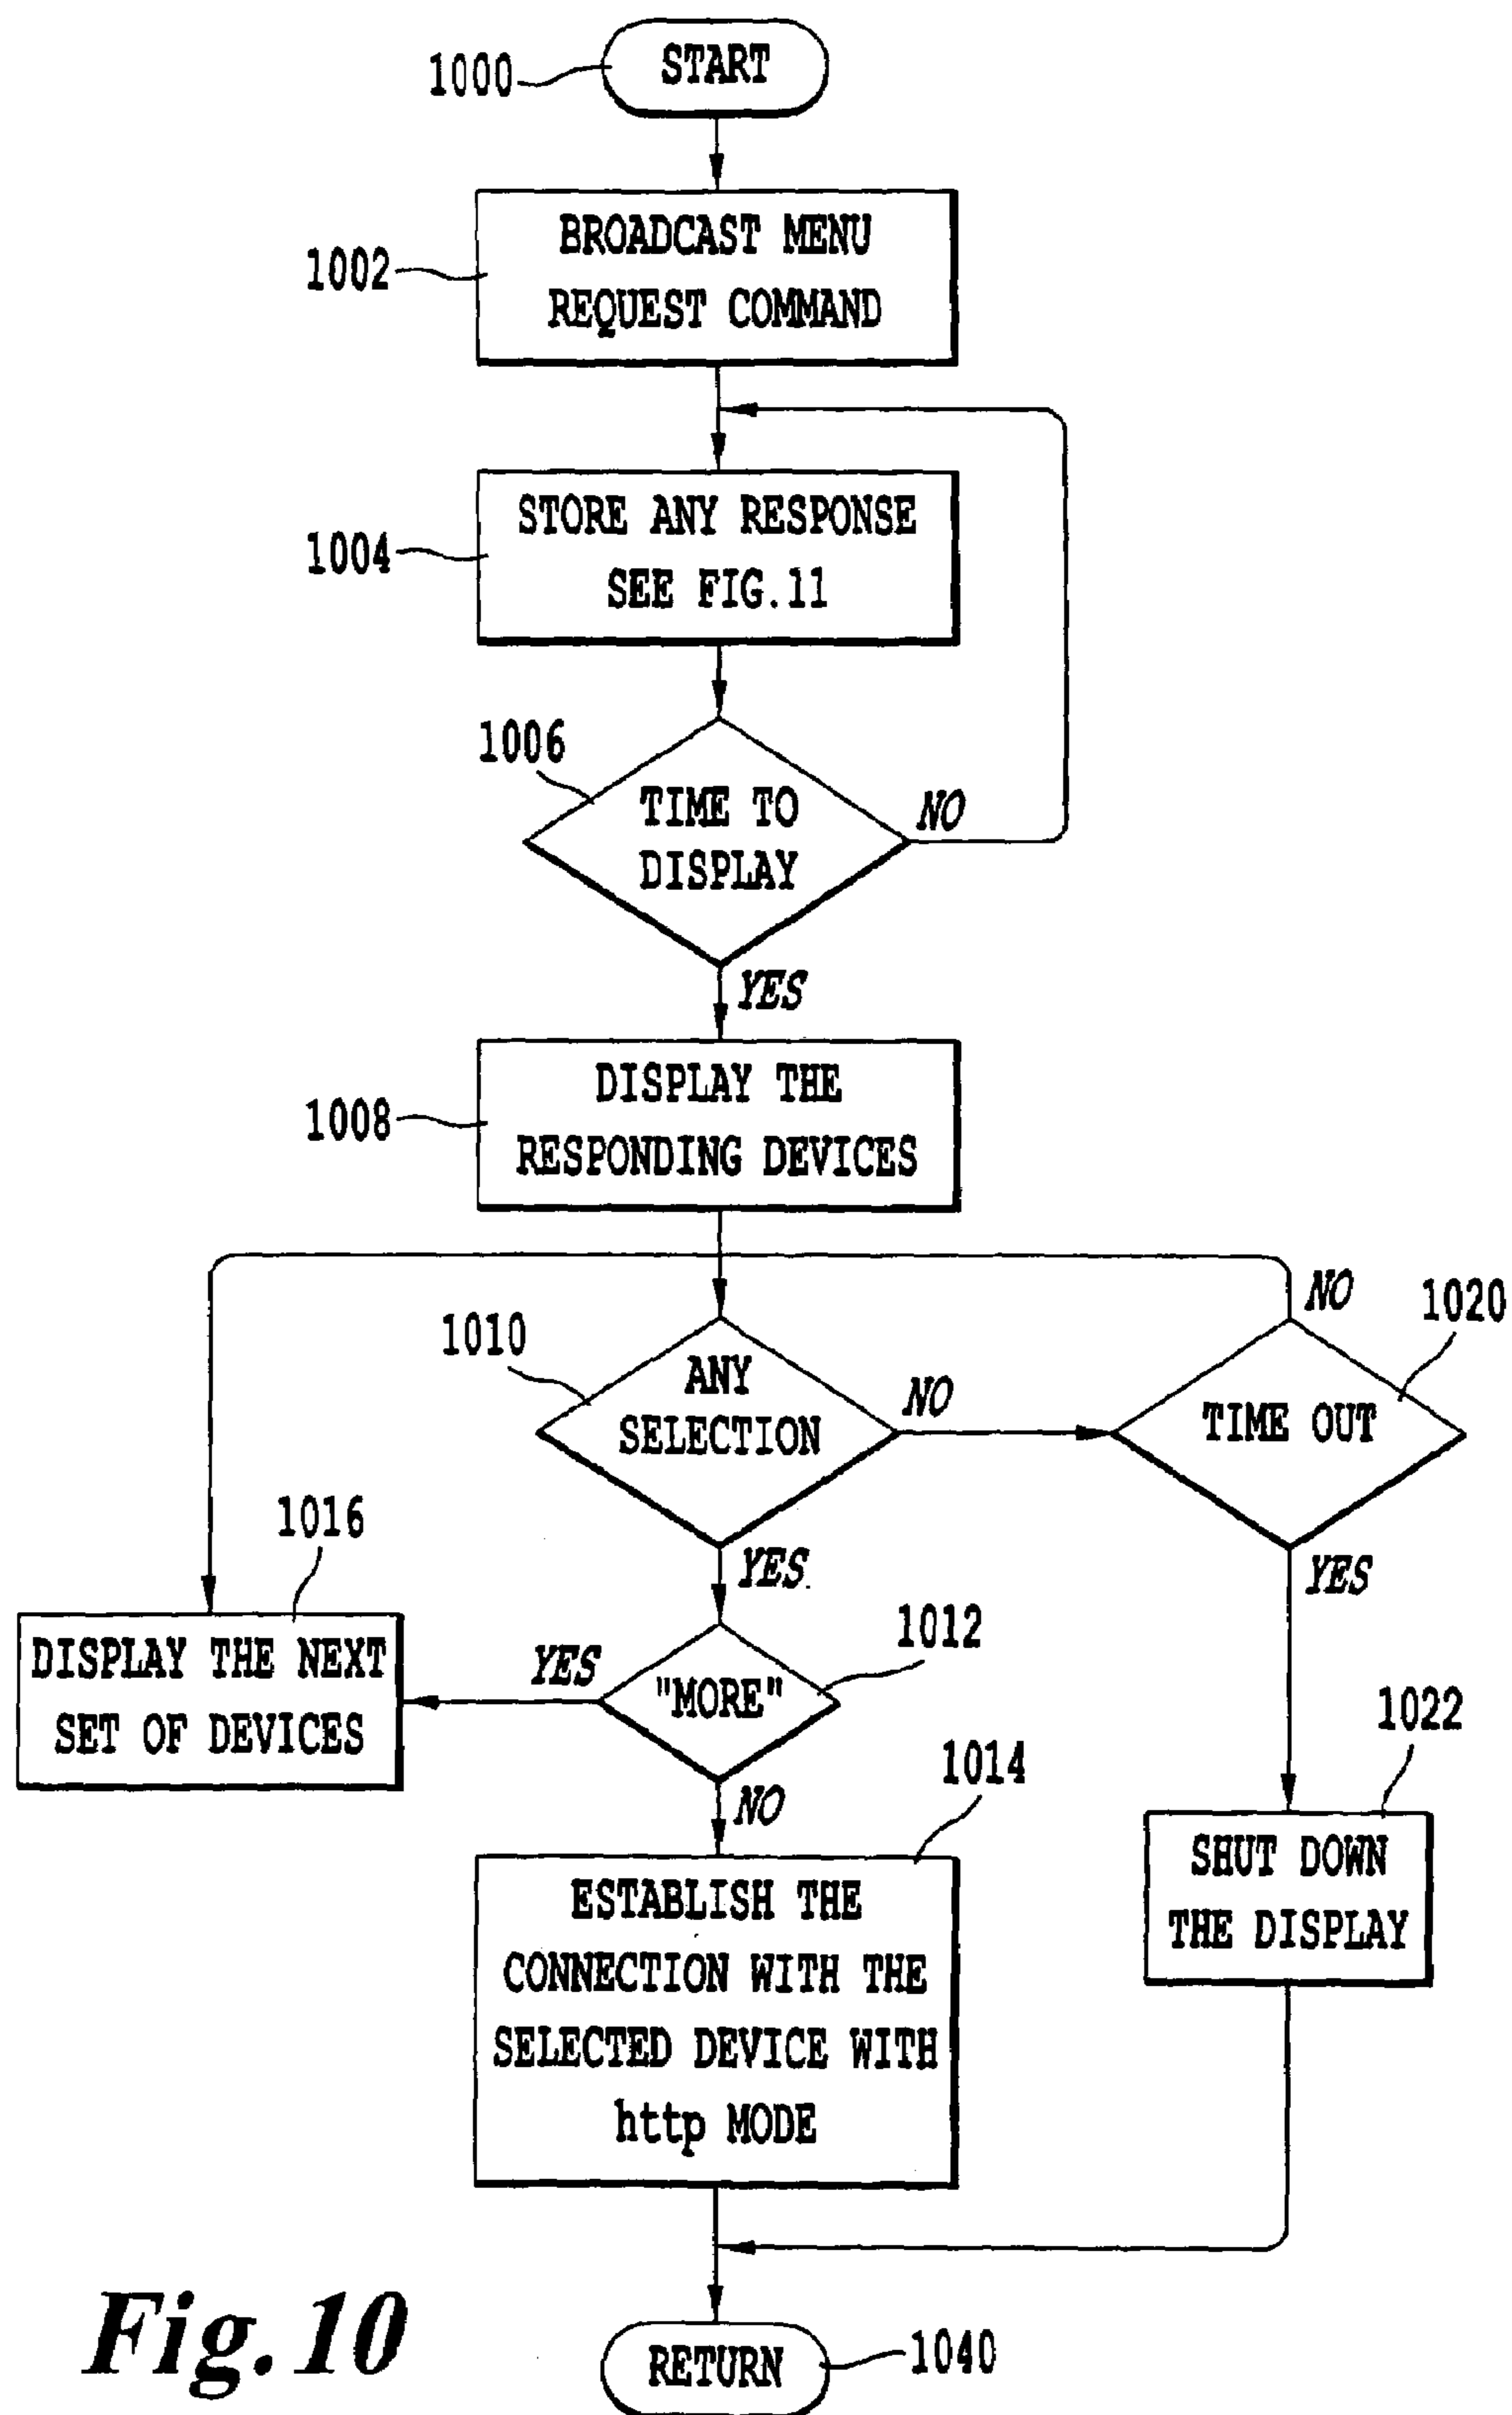 START
1000
BROADCAST MENU
REQUEST COMMAND
1002
STORE ANY RESPONSE
SEE FIG.11
1004
1006
TIME TO
DISPLAY
NO
YES
DISPLAY THE
RESPONDING DEVICES
1008
NO
1020
1010
ANY
SELECTION
NO
TIME OUT
YES
YES
1016
1012
DISPLAY THE NEXT
SET OF DEVICES
YES
"MORE"
NO
1014
1022
ESTABLISH THE
CONNECTION WITH THE
SELECTED DEVICE WITH
http MODE
SHUT DOWN
THE DISPLAY
Fig.10
RETURN
1040